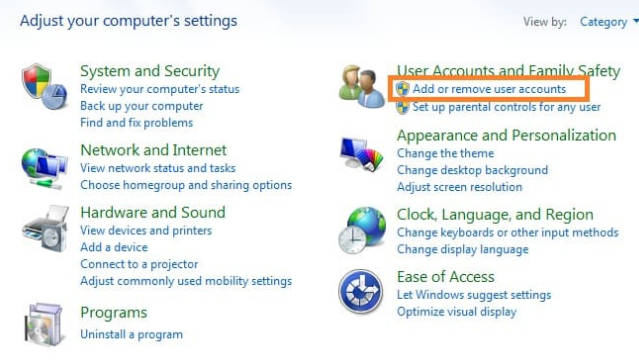 Adjust your computer's settings
View by: Category
System and Security
Review your computer's status
Back up your computer
Find and fix problems
Network and Internet
View network status and tasks
Choose homegroup and sharing options
Hardware and Sound
View devices and printers
Add a device
Connect to a projector
Adjust commonly used mobility settings
Programs
Uninstall a program
User Accounts and Family Safety
Add or remove user accounts
Set up parental controls for any user
Appearance and Personalization
Change the theme
Change desktop background
Adjust screen resolution
Clock, Language, and Region
Change keyboards or other input methods
Change display language
Ease of Access
Let Windows suggest settings
Optimize visual display